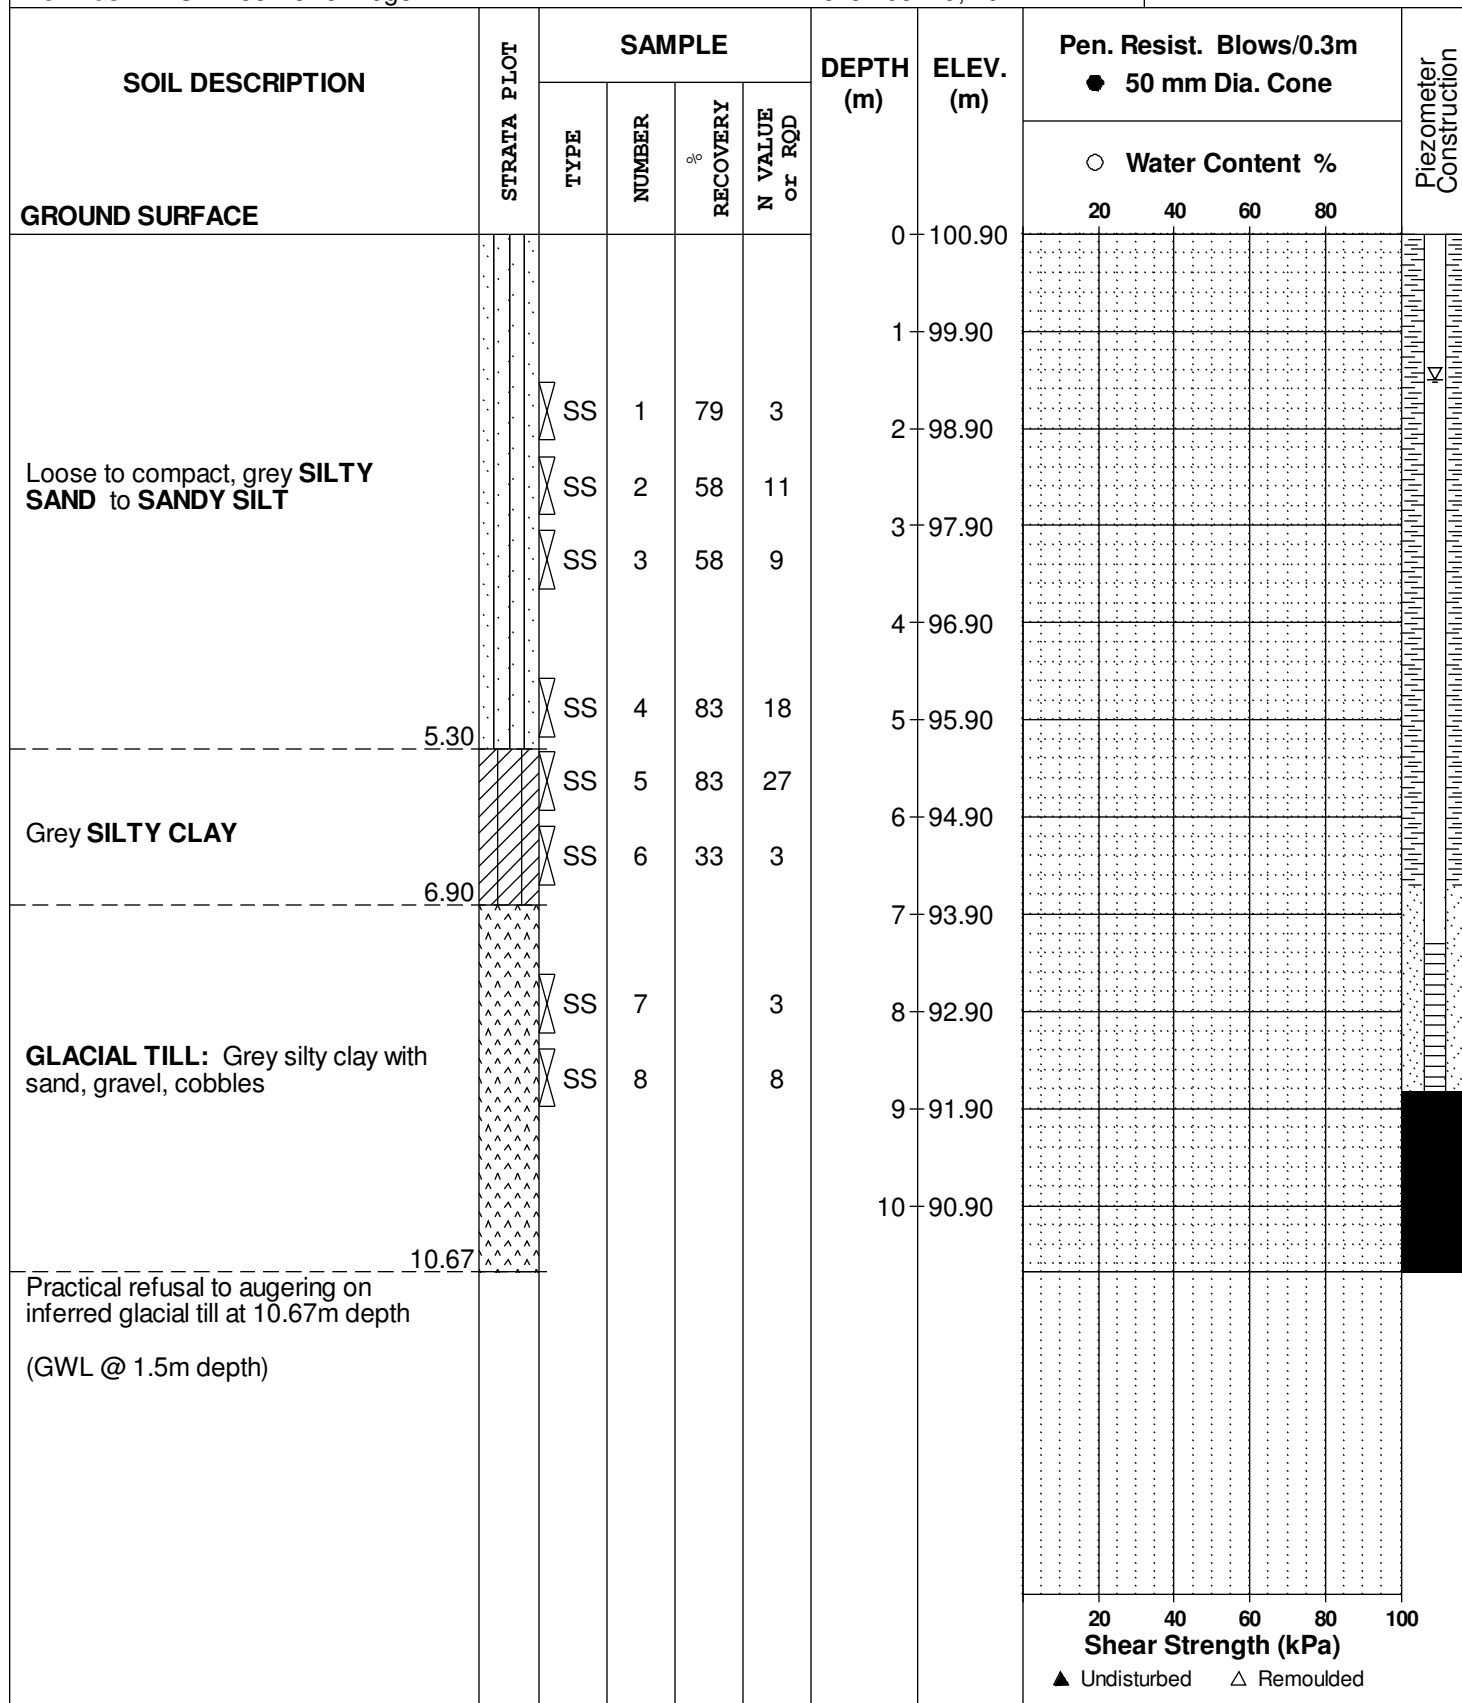 SOIL DESCRIPTION
GROUND SURFACE
STRATA PLOT
SAMPLE
TYPE
NUMBER
%
RECOVERY
N VALUE
or RQD
DEPTH
(m)
ELEV.
(m)
Pen. Resist. Blows/0.3m
● 50 mm Dia. Cone
○ Water Content %
20 40 60 80
Piezometer
Construction
0 100.90
1 99.90
SS 1 79 3
2 98.90
Loose to compact, grey SILTY
SAND to SANDY SILT
SS 2 58 11
3 97.90
SS 3 58 9
4 96.90
SS 4 83 18
5 95.90
5.30
SS 5 83 27
6 94.90
Grey SILTY CLAY
SS 6 33 3
6.90
7 93.90
SS 7 3
8 92.90
GLACIAL TILL: Grey silty clay with
sand, gravel, cobbles
SS 8 8
9 91.90
10 90.90
10.67
Practical refusal to augering on
inferred glacial till at 10.67m depth
(GWL @ 1.5m depth)
20 40 60 80 100
Shear Strength (kPa)
▲ Undisturbed △ Remoulded